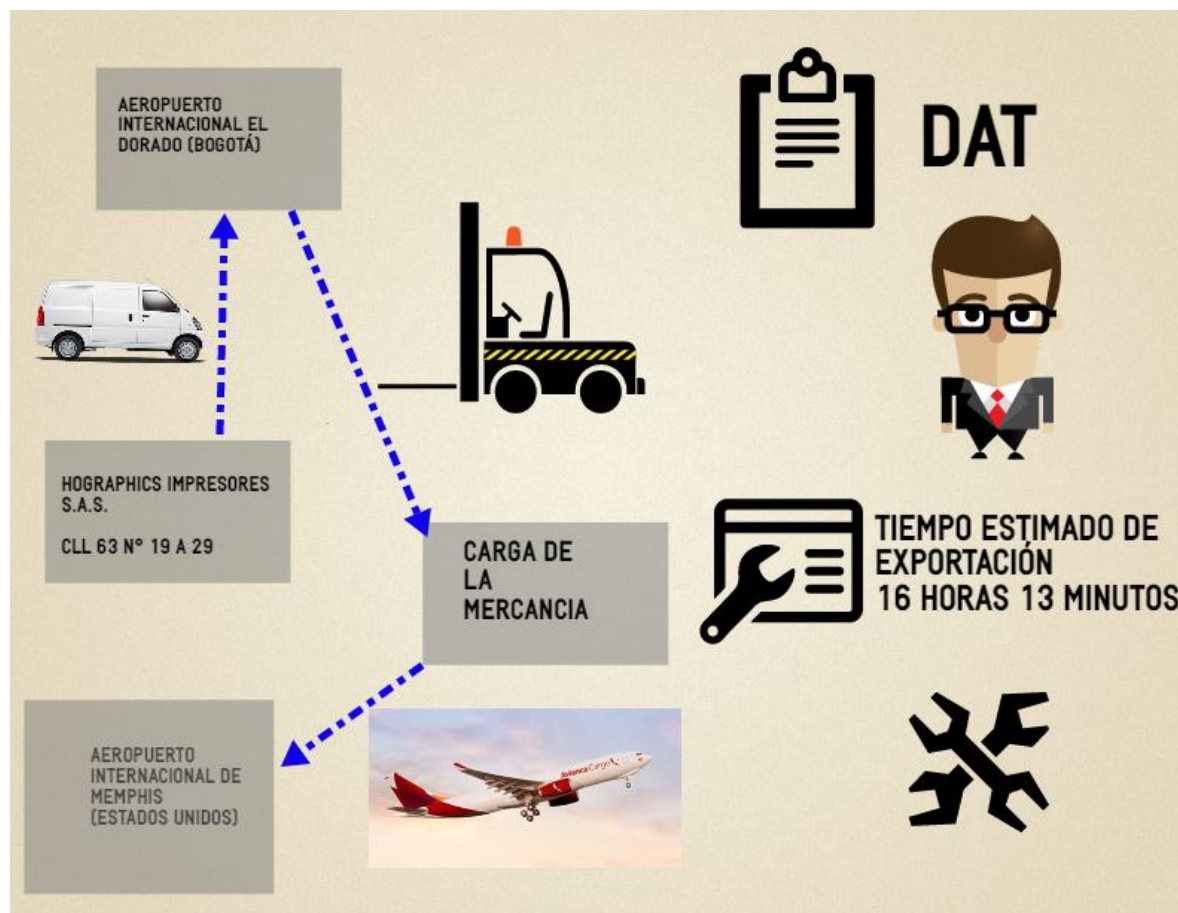 AEROPUERTO
INTERNACIONAL EL
DORADO (BOGOTÁ)
DAT
HOGRAPHICS IMPRESORES
S.A.S.
CLL 63 Nº 19 A 29
CARGA DE
LA
MERCANCIA
TIEMPO ESTIMADO DE
EXPORTACIÓN
16 HORAS 13 MINUTOS
AEROPUERTO
INTERNACIONAL DE
MEMPHIS
(ESTADOS UNIDOS)
Avianca Cargo